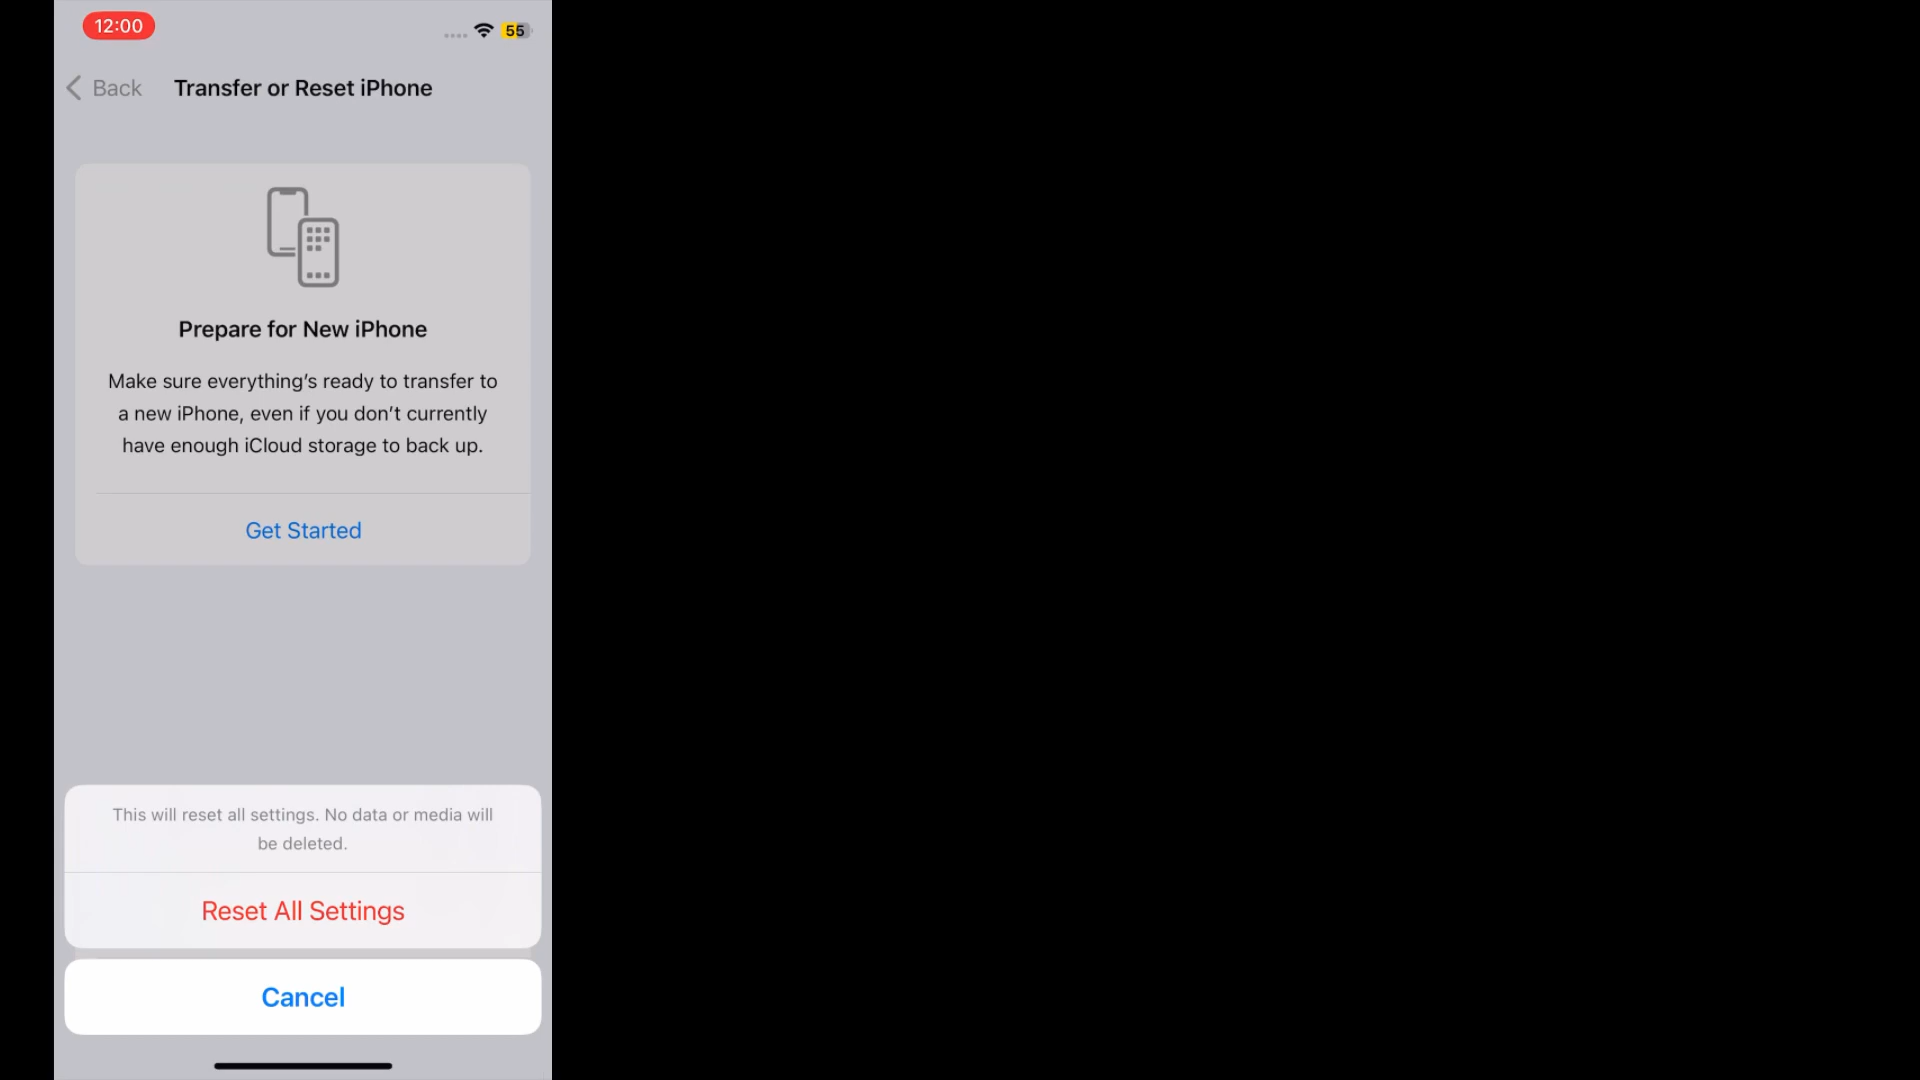 12:00
55
Back
Transfer or Reset iPhone
Prepare for New iPhone
Make sure everything’s ready to transfer to
a new iPhone, even if you don’t currently
have enough iCloud storage to back up.
Get Started
This will reset all settings. No data or media will
be deleted.
Reset All Settings
Cancel